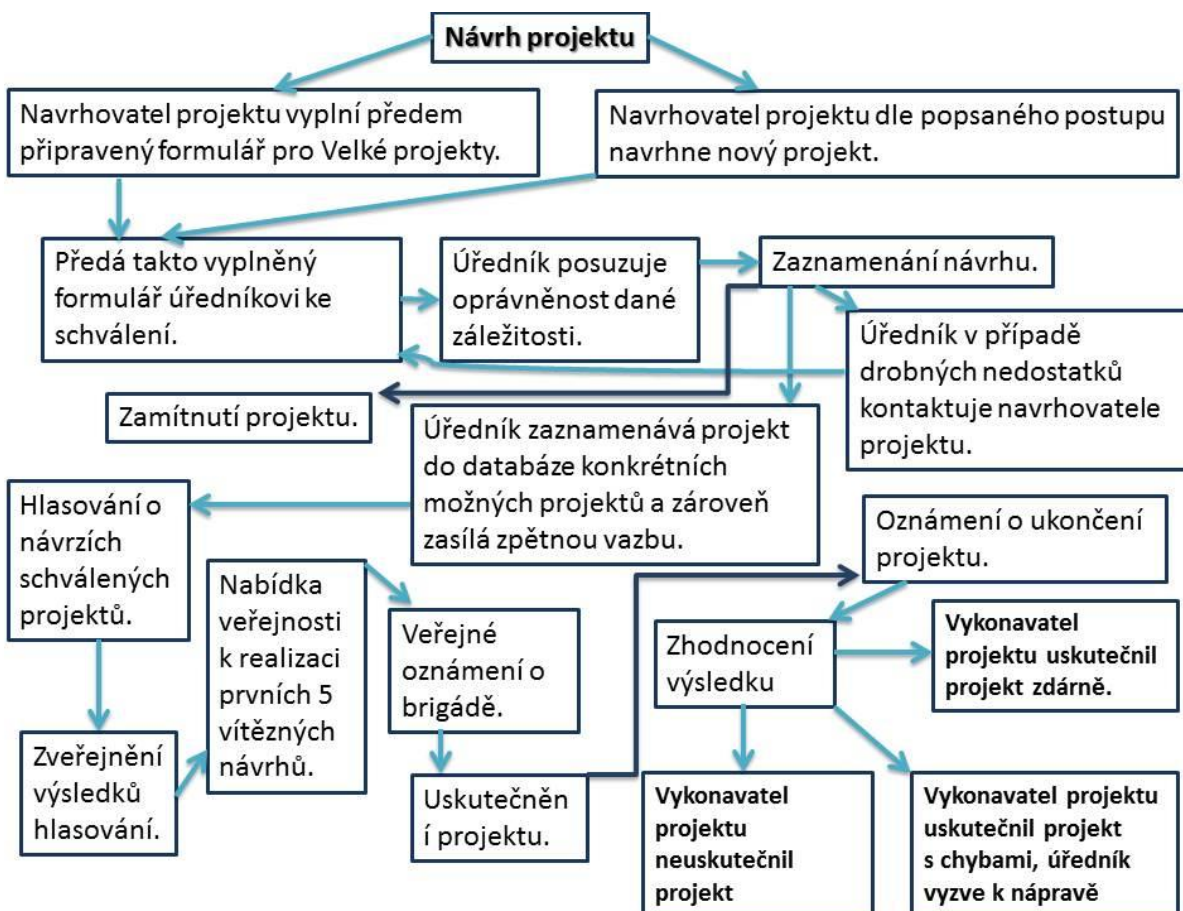 Návrh projektu
Navrhovatel projektu vyplní předem
připravený formulář pro Velké projekty.
Navrhovatel projektu dle popsaného postupu
navrhne nový projekt.
Předá takto vyplněný
formulář úředníkovi ke
schválení.
Úředník posuzuje
oprávněnost dané
záležitosti.
Zaznamenání návrhu.
Úředník v případě
drobných nedostatků
kontaktuje navrhovatele
projektu.
Zamítnutí projektu.
Úředník zaznamenává projekt
do databáze konkrétních
možných projektů a zároveň
zasílá zpětnou vazbu.
Hlasování o
návrzích
schválených
projektů.
Zveřejnění
výsledků
hlasování.
Nabídka
veřejnosti
k realizaci
prvních 5
vítězných
návrhů.
Veřejné
oznámení o
brigádě.
Uskutečněn
í projektu.
Oznámení o ukončení
projektu.
Zhodnocení
výsledku
Vykonavatel
projektu uskutečnil
projekt zdárně.
Vykonavatel
projektu
neuskutečnil
projekt
Vykonavatel projektu
uskutečnil projekt
s chybami, úředník
vyzve k nápravě